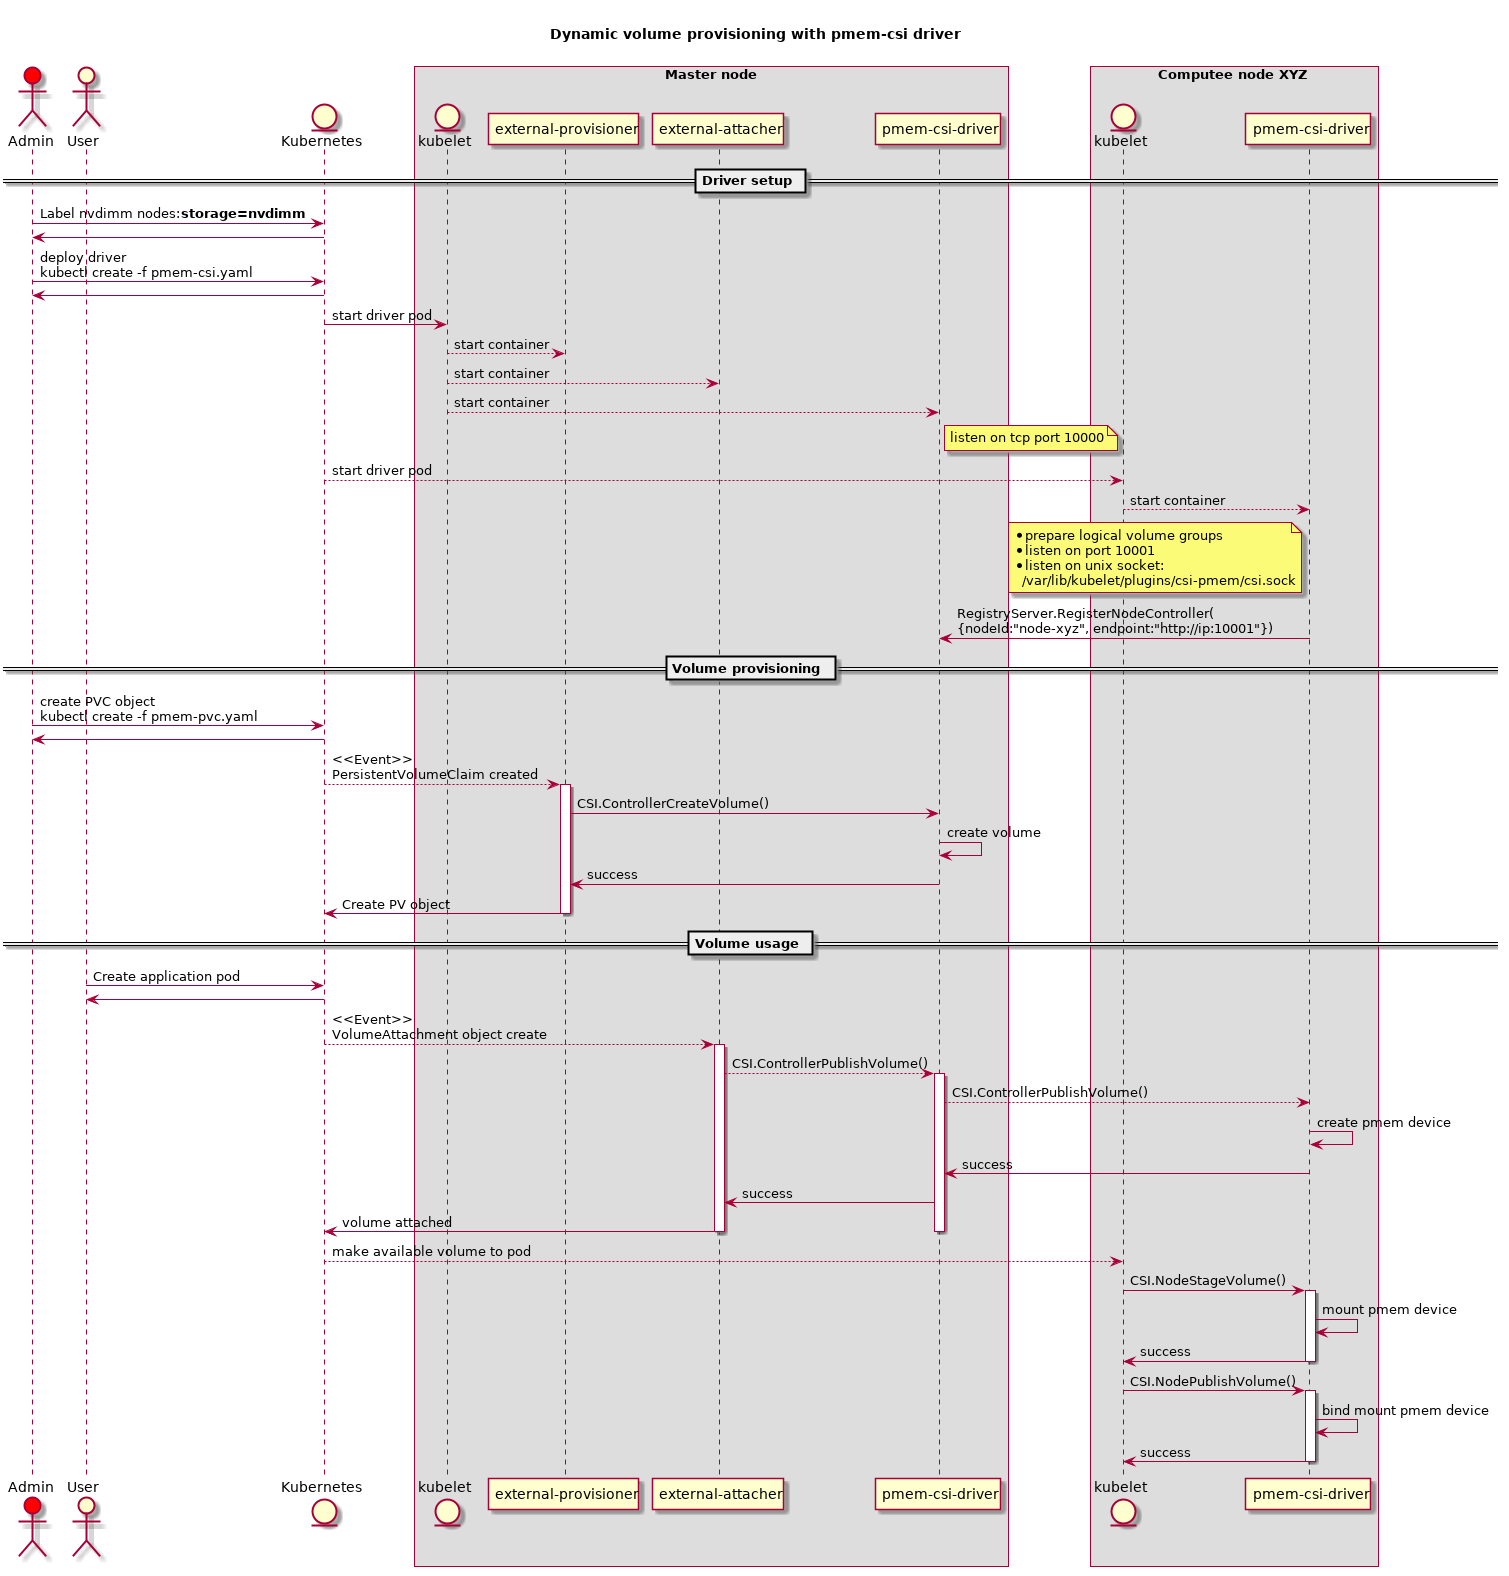 Dynamic volume provisioning with pmem-csi driver
Master node
Computee node XYZ
Admin
User
Kubernetes
kubelet
external-provisioner
external-attacher
pmem-csi-driver
kubelet
pmem-csi-driver
Driver setup
Label nvdimm nodes:storage=nvdimm
deploy driver
kubectl create -f pmem-csi.yaml
start driver pod
start container
start container
start container
listen on tcp port 10000
start driver pod
start container
•prepare logical volume groups
•listen on port 10001
•listen on unix socket:
/var/lib/kubelet/plugins/csi-pmem/csi.sock
RegistryServer.RegisterNodeController(
{nodeId:"node-xyz", endpoint:"http://ip:10001"})
Volume provisioning
create PVC object
kubectl create -f pmem-pvc.yaml
<<Event>>
PersistentVolumeClaim created
CSI.ControllerCreateVolume()
create volume
success
Create PV object
Volume usage
Create application pod
<<Event>>
VolumeAttachment object create
CSI.ControllerPublishVolume()
CSI.ControllerPublishVolume()
create pmem device
success
success
volume attached
make available volume to pod
CSI.NodeStageVolume()
mount pmem device
success
CSI.NodePublishVolume()
bind mount pmem device
success
Admin
User
Kubernetes
kubelet
external-provisioner
external-attacher
pmem-csi-driver
kubelet
pmem-csi-driver